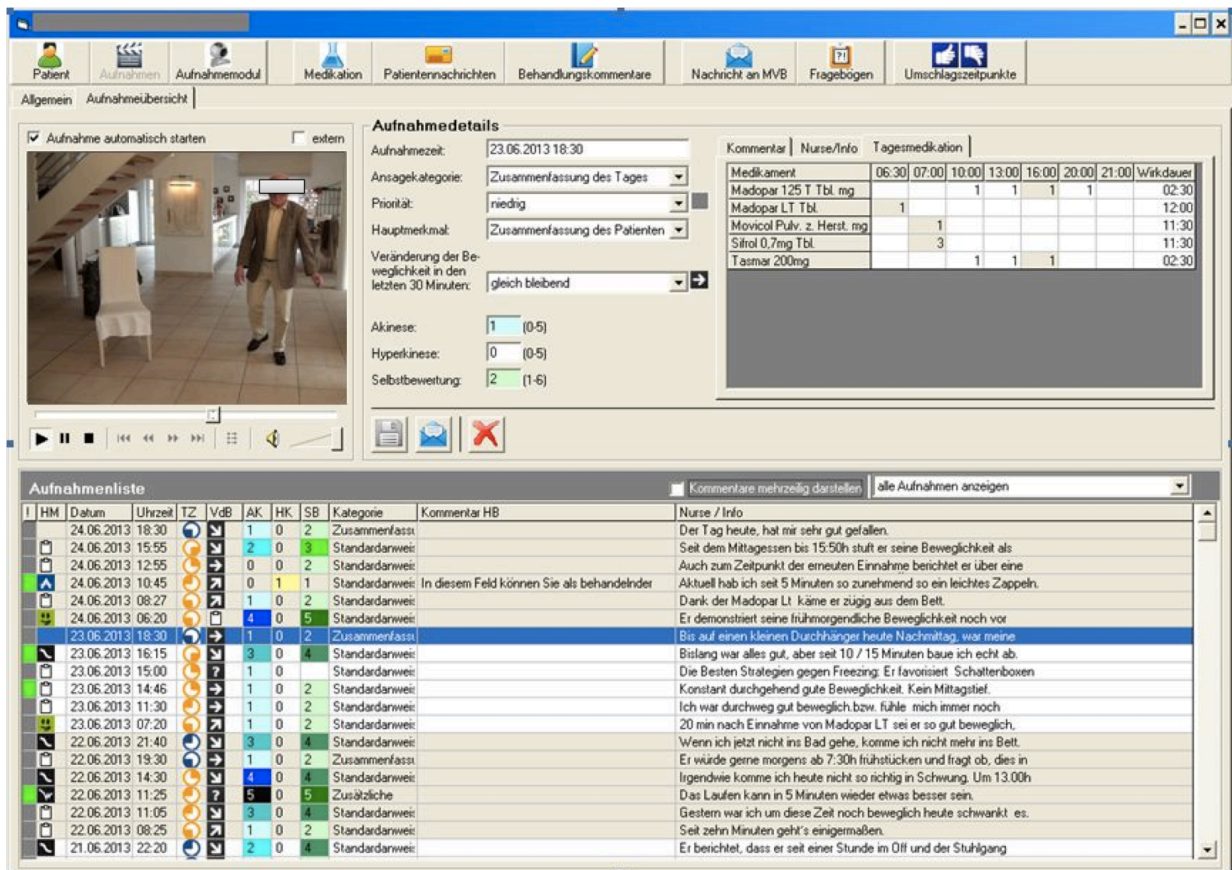 Patient Aufnahmen Aufnahmemodul Medikation Patientennachrichten Behandlungskommentare Nachricht an MVB Fragebögen Umschlagszeitpunkte
Allgemein Aufnahmeübersicht
Aufnahme automatisch starten extern
Aufnahmedetails
Aufnahmezeit: 23.06.2013 18:30
Ansagekategorie: Zusammenfassung des Tages
Priorität: niedrig
Hauptmerkmal: Zusammenfassung des Patienten
Veränderung der Be-
weglichkeit in den
letzten 30 Minuten: gleich bleibend
Akinese: 1 (0-5)
Hyperkinese: 0 (0-5)
Selbstbewertung: 2 (1-6)
Kommentar Nurse/Info Tagesmedikation
Medikament 06:30 07:00 10:00 13:00 16:00 20:00 21:00 Wirkdauer
Madopar 125 T Tbl. mg 1 1 1 1 02:30
Madopar LT Tbl. 1 12:00
Movicol Pulv. z. Herst. mg 1 11:30
Sifrol 0,7mg Tbl. 3 11:30
Tasmar 200mg 1 1 1 02:30
Aufnahmenliste Kommentare mehrzeilig darstellen alle Aufnahmen anzeigen
! HM Datum Uhrzeit TZ VdB AK HK SB Kategorie Kommentar HB Nurse / Info
24.06.2013 18:30 1 0 2 Zusammenfassu Der Tag heute, hat mir sehr gut gefallen.
24.06.2013 15:55 2 0 3 Standardanweis Seit dem Mittagessen bis 15:50h stuft er seine Beweglichkeit als
24.06.2013 12:55 0 0 2 Standardanweis Auch zum Zeitpunkt der erneuten Einnahme berichtet er über eine
24.06.2013 10:45 0 1 1 Standardanweis In diesem Feld können Sie als behandelnder Aktuell hab ich seit 5 Minuten so zunehmend so ein leichtes Zappeln.
24.06.2013 08:27 1 0 2 Standardanweis Dank der Madopar Lt käme er zügig aus dem Bett.
24.06.2013 06:20 4 0 5 Standardanweis Er demonstriert seine frühmorgendliche Beweglichkeit noch vor
23.06.2013 18:30 1 0 2 Zusammenfassu Bis auf einen kleinen Durchhänger heute Nachmittag, war meine
23.06.2013 16:15 3 0 4 Standardanweis Bislang war alles gut, aber seit 10 / 15 Minuten baue ich echt ab.
23.06.2013 15:00 ? 1 0 Standardanweis Die Besten Strategien gegen Freezing: Er favorisiert Schattenboxen
23.06.2013 14:46 1 0 2 Standardanweis Konstant durchgehend gute Beweglichkeit. Kein Mittagstief.
23.06.2013 11:30 1 0 2 Standardanweis Ich war durchweg gut beweglich.bzw. fühle mich immer noch
23.06.2013 07:20 1 0 2 Standardanweis 20 min nach Einnahme von Madopar LT sei er so gut beweglich,
22.06.2013 21:40 3 0 4 Standardanweis Wenn ich jetzt nicht ins Bad gehe, komme ich nicht mehr ins Bett.
22.06.2013 19:30 1 0 2 Zusammenfassu Er würde gerne morgens ab 7:30h frühstücken und fragt ob, dies in
22.06.2013 14:30 4 0 4 Standardanweis Irgendwie komme ich heute nicht so richtig in Schwung. Um 13.00h
22.06.2013 11:25 ? 5 0 5 Zusätzliche Das Laufen kann in 5 Minuten wieder etwas besser sein.
22.06.2013 11:05 3 0 4 Standardanweis Gestern war ich um diese Zeit noch beweglich heute schwankt es.
22.06.2013 08:25 1 0 2 Standardanweis Seit zehn Minuten geht's einigermaßen.
21.06.2013 22:20 2 0 4 Standardanweis Er berichtet, dass er seit einer Stunde im Off und der Stuhlgang